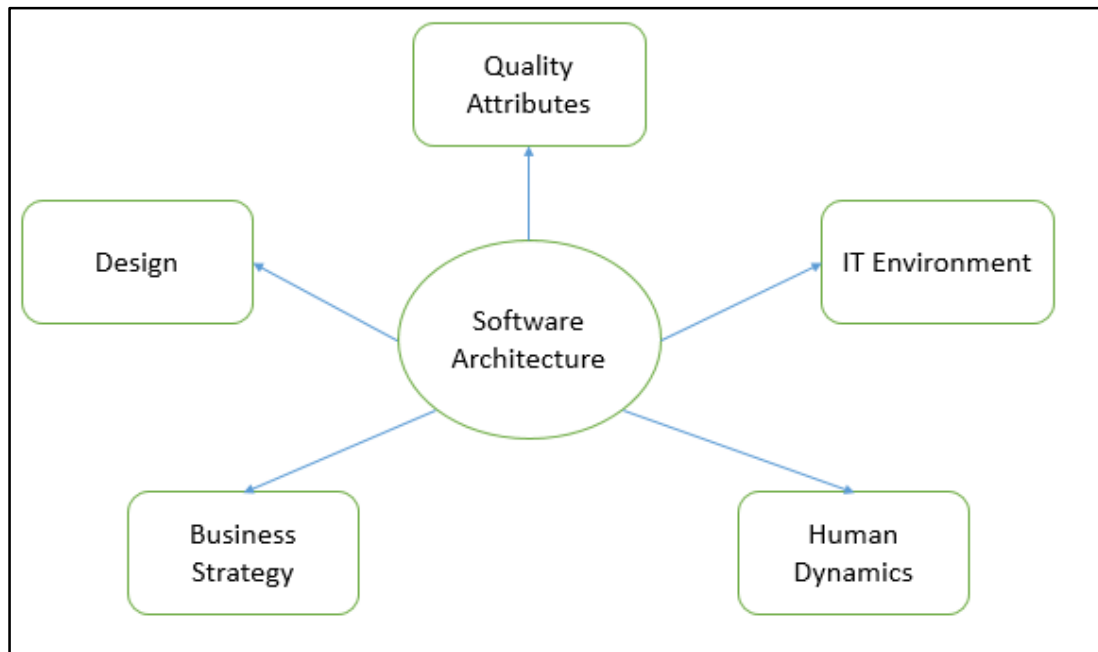 Quality
Attributes
Design
IT Environment
Software
Architecture
Business
Strategy
Human
Dynamics